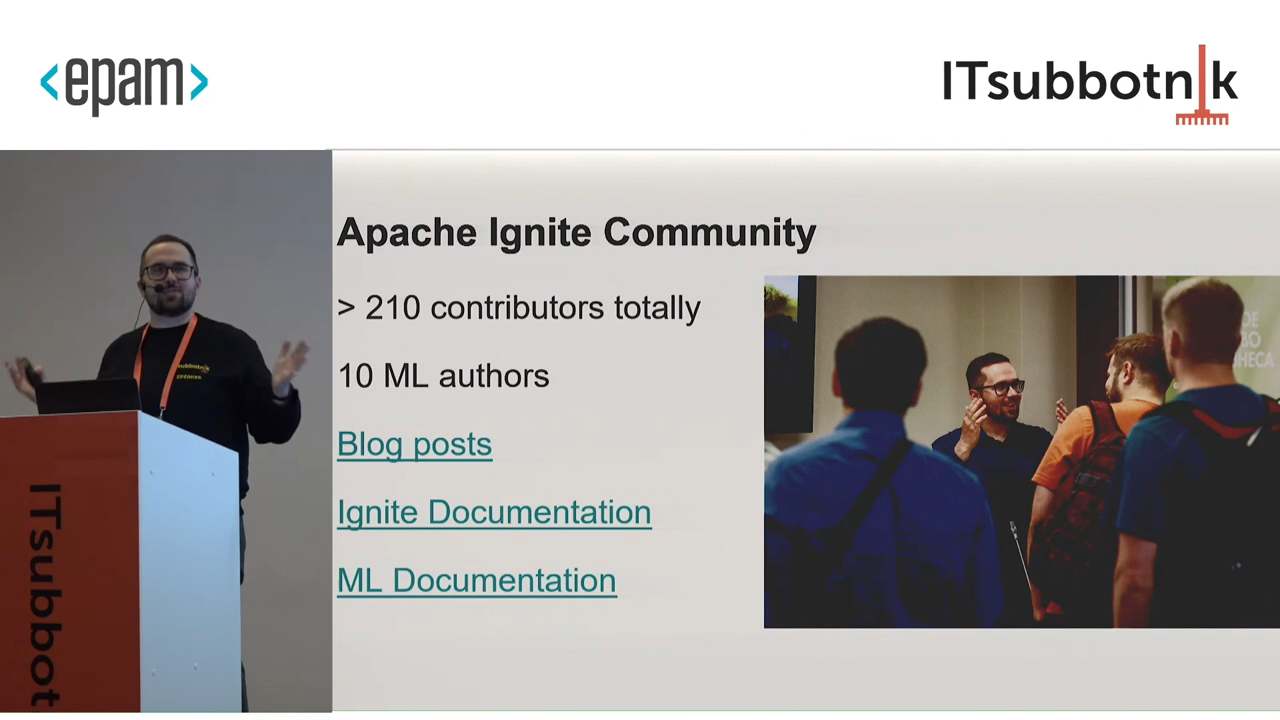 <epam>
ITsubbotnik
Apache Ignite Community
> 210 contributors totally
10 ML authors
Blog posts
Ignite Documentation
ML Documentation
ITsubbot